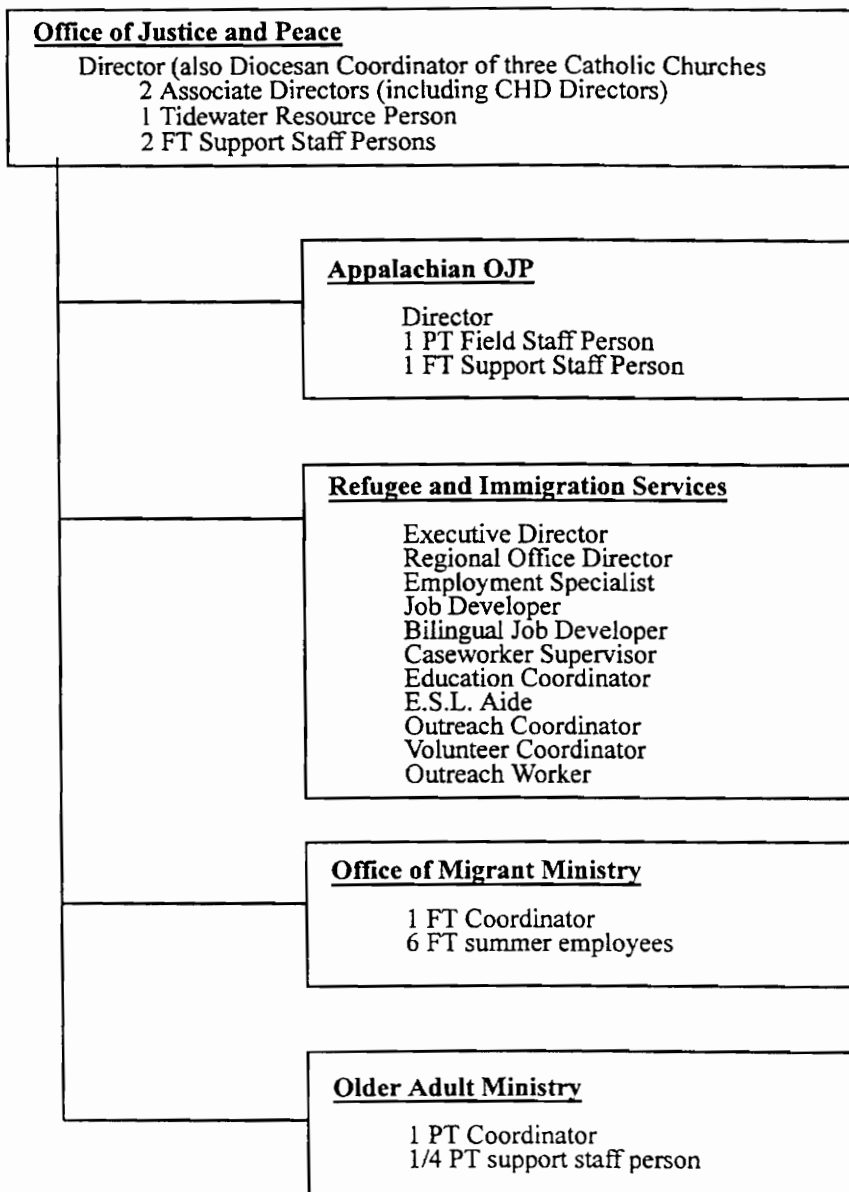 Office of Justice and Peace
Director (also Diocesan Coordinator of three Catholic Churches
2 Associate Directors (including CHD Directors)
1 Tidewater Resource Person
2 FT Support Staff Persons
Appalachian OJP
Director
1 PT Field Staff Person
1 FT Support Staff Person
Refugee and Immigration Services
Executive Director
Regional Office Director
Employment Specialist
Job Developer
Bilingual Job Developer
Caseworker Supervisor
Education Coordinator
E.S.L. Aide
Outreach Coordinator
Volunteer Coordinator
Outreach Worker
Office of Migrant Ministry
1 FT Coordinator
6 FT summer employees
Older Adult Ministry
1 PT Coordinator
1/4 PT support staff person